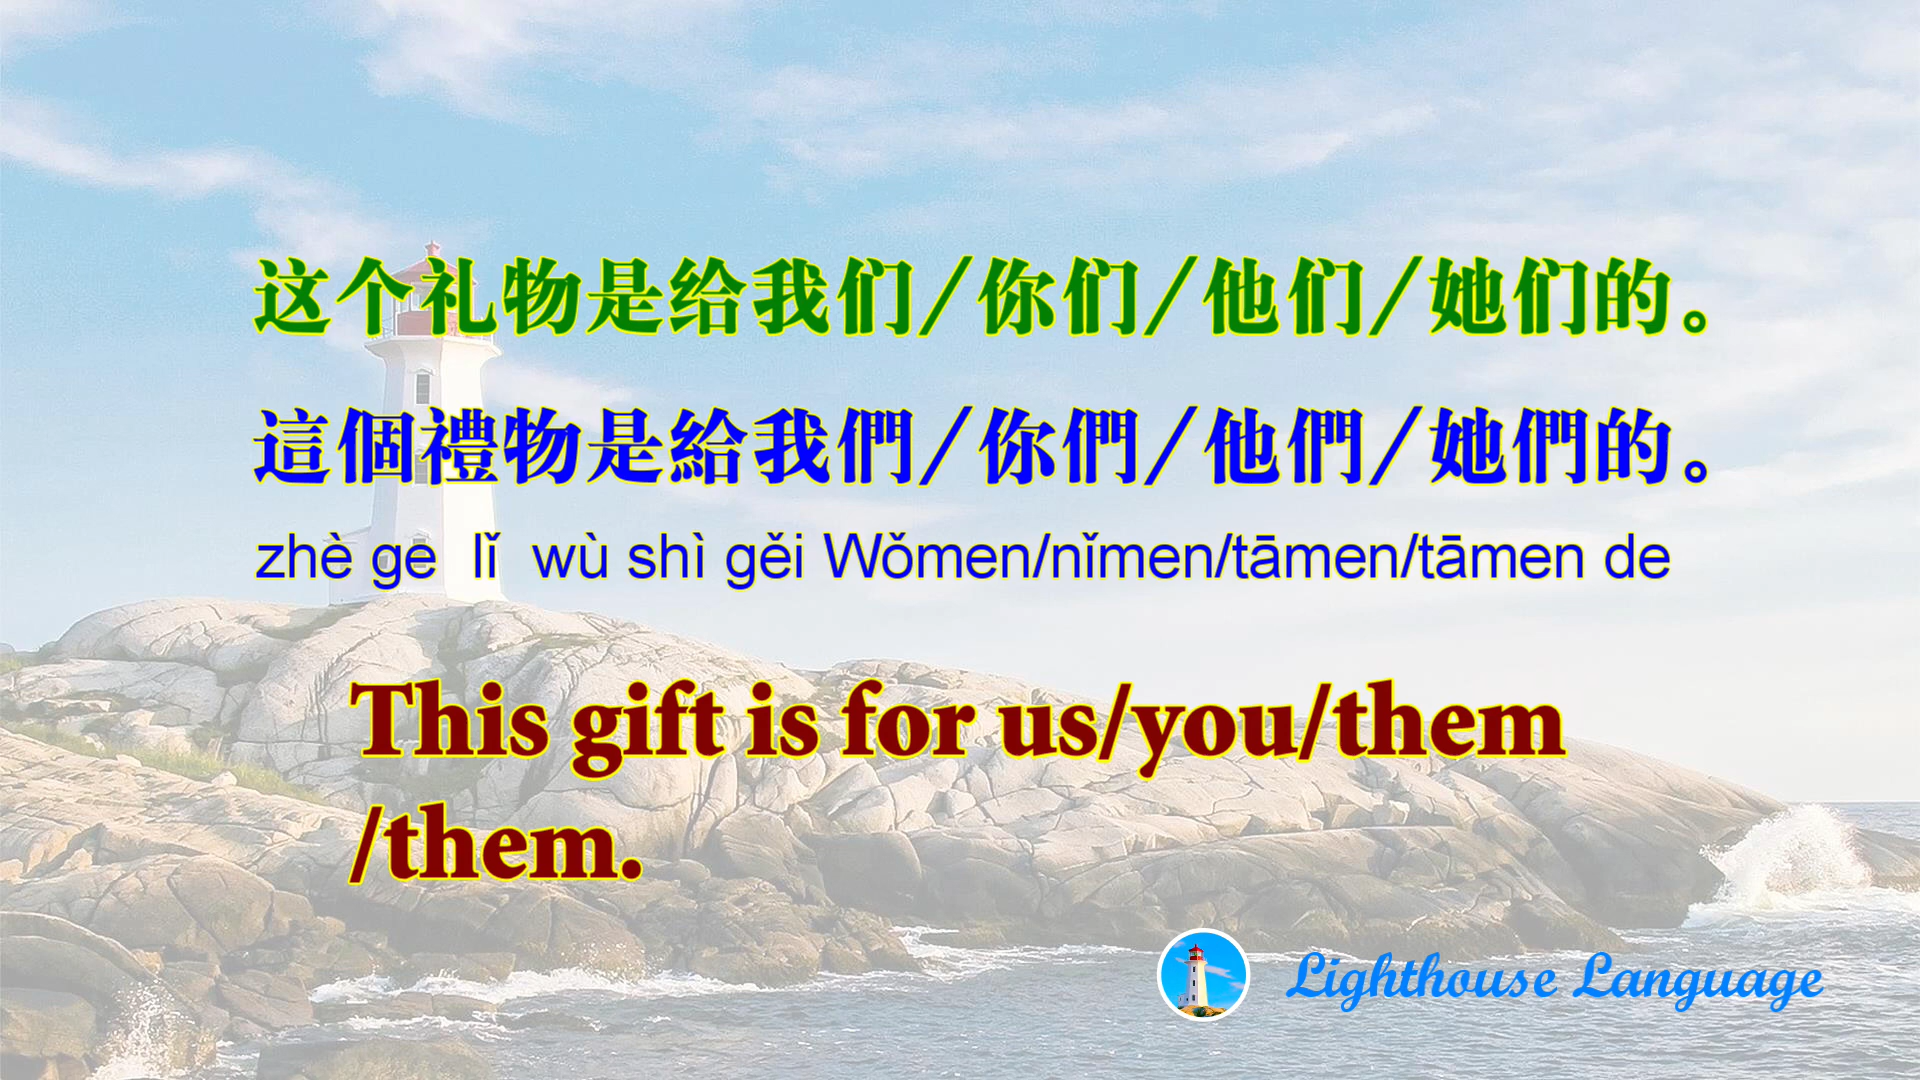 这个礼物是给我们/你们/他们/她们的。
這個禮物是給我們/你們/他們/她們的。
zhè ge lǐ wù shì gěi Wǒmen/nǐmen/tāmen/tāmen de
This gift is for us/you/them
/them.
Lighthouse Language